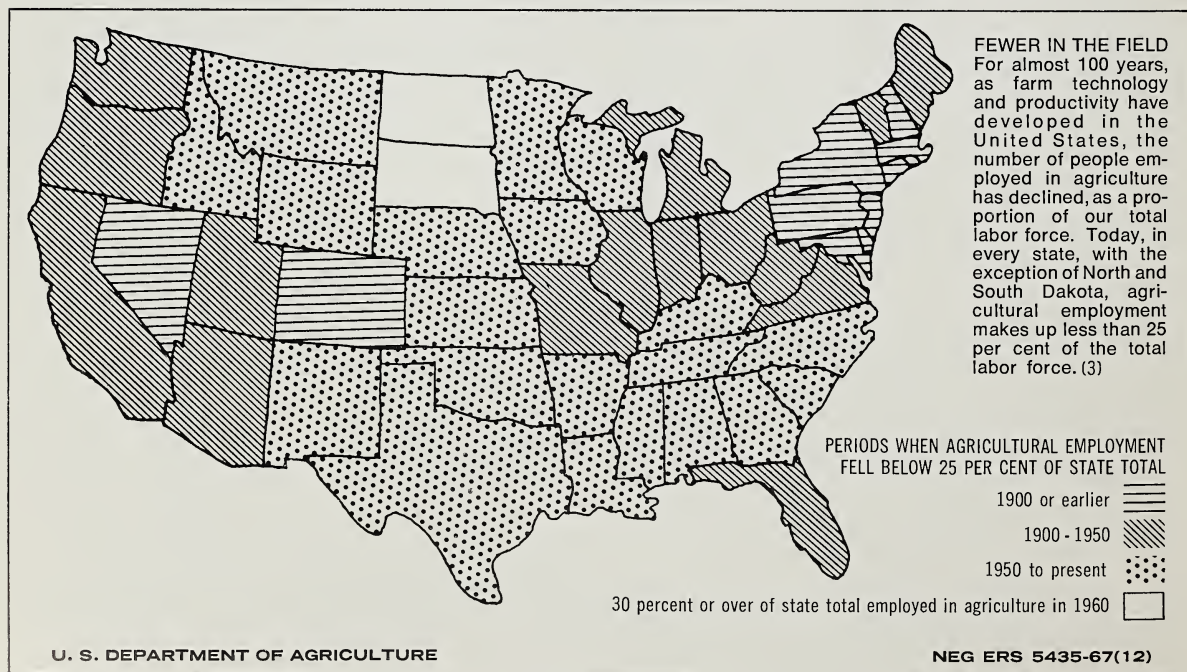 FEWER IN THE FIELD
For almost 100 years,
as farm technology
and productivity have
developed in the
United States, the
number of people em-
ployed in agriculture
has declined, as a pro-
portion of our total
labor force. Today, in
every state, with the
exception of North and
South Dakota, agri-
cultural employment
makes up less than 25
per cent of the total
labor force. (3)
PERIODS WHEN AGRICULTURAL EMPLOYMENT
FELL BELOW 25 PER CENT OF STATE TOTAL
1900 or earlier
1900 - 1950
1950 to present
30 percent or over of state total employed in agriculture in 1960
U. S. DEPARTMENT OF AGRICULTURE
NEG ERS 5435-67(12)